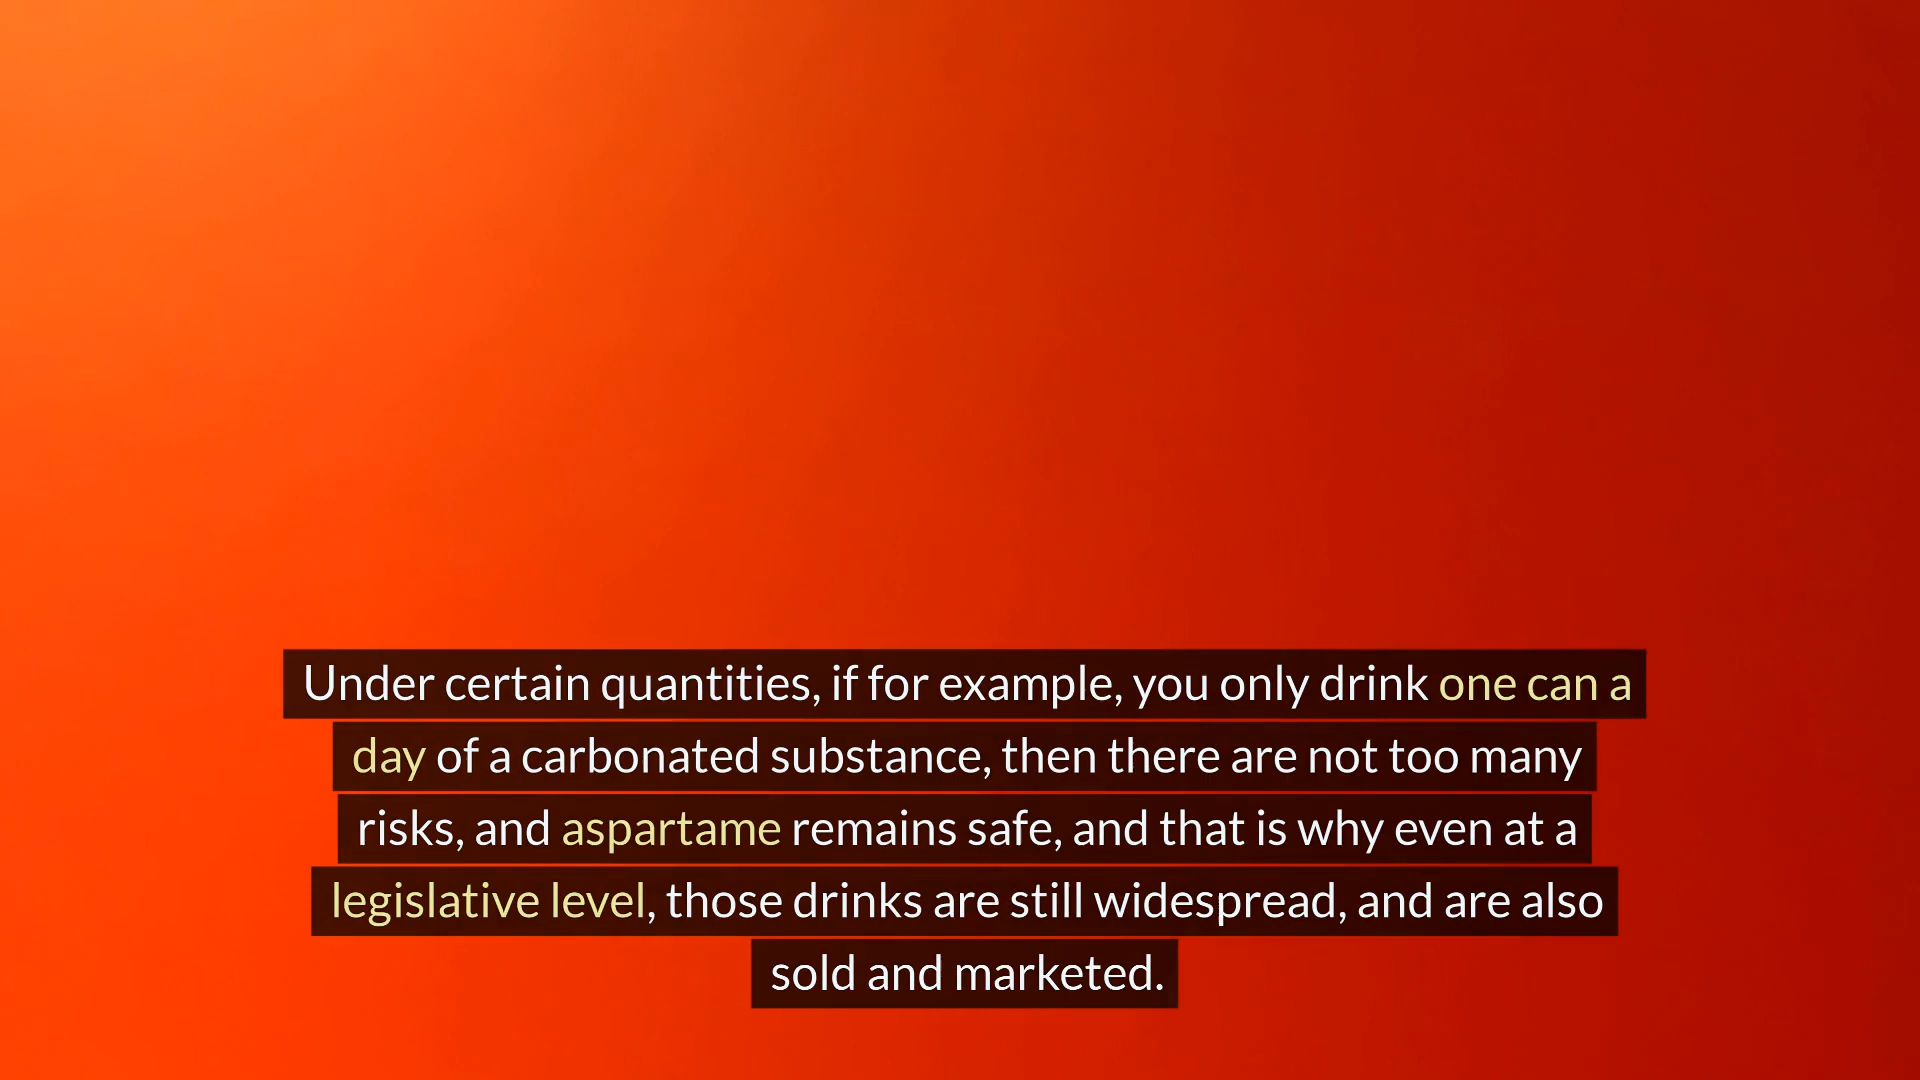 Under certain quantities, if for example, you only drink one can a
day of a carbonated substance, then there are not too many
risks, and aspartame remains safe, and that is why even at a
legislative level, those drinks are still widespread, and are also
sold and marketed.